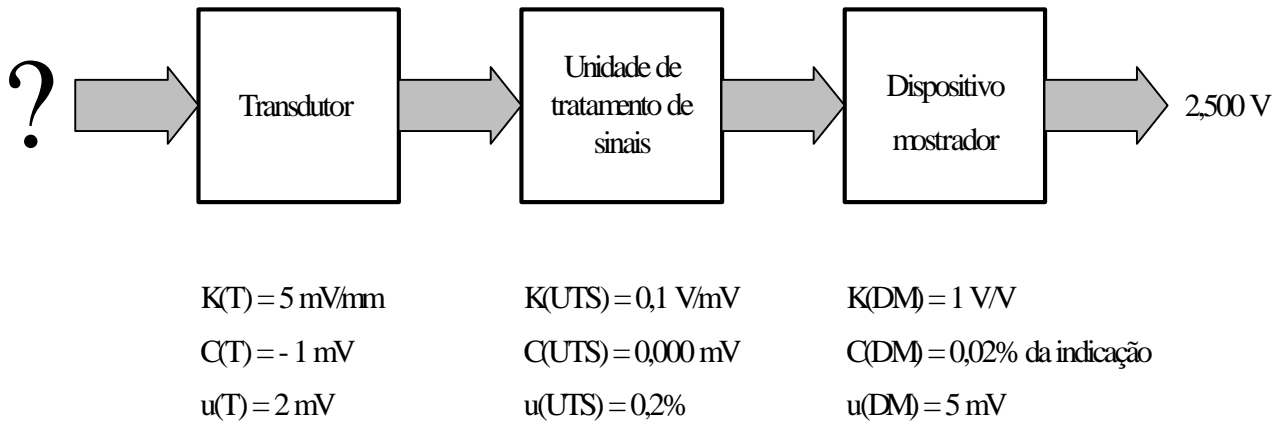 ?
Transdutor
Unidade de
tratamento de
sinais
Dispositivo
mostrador
2,500 V
K(T) = 5 mV/mm
C(T) = - 1 mV
u(T) = 2 mV
K(UTS) = 0,1 V/mV
C(UTS) = 0,000 mV
u(UTS) = 0,2%
K(DM) = 1 V/V
C(DM) = 0,02% da indicação
u(DM) = 5 mV